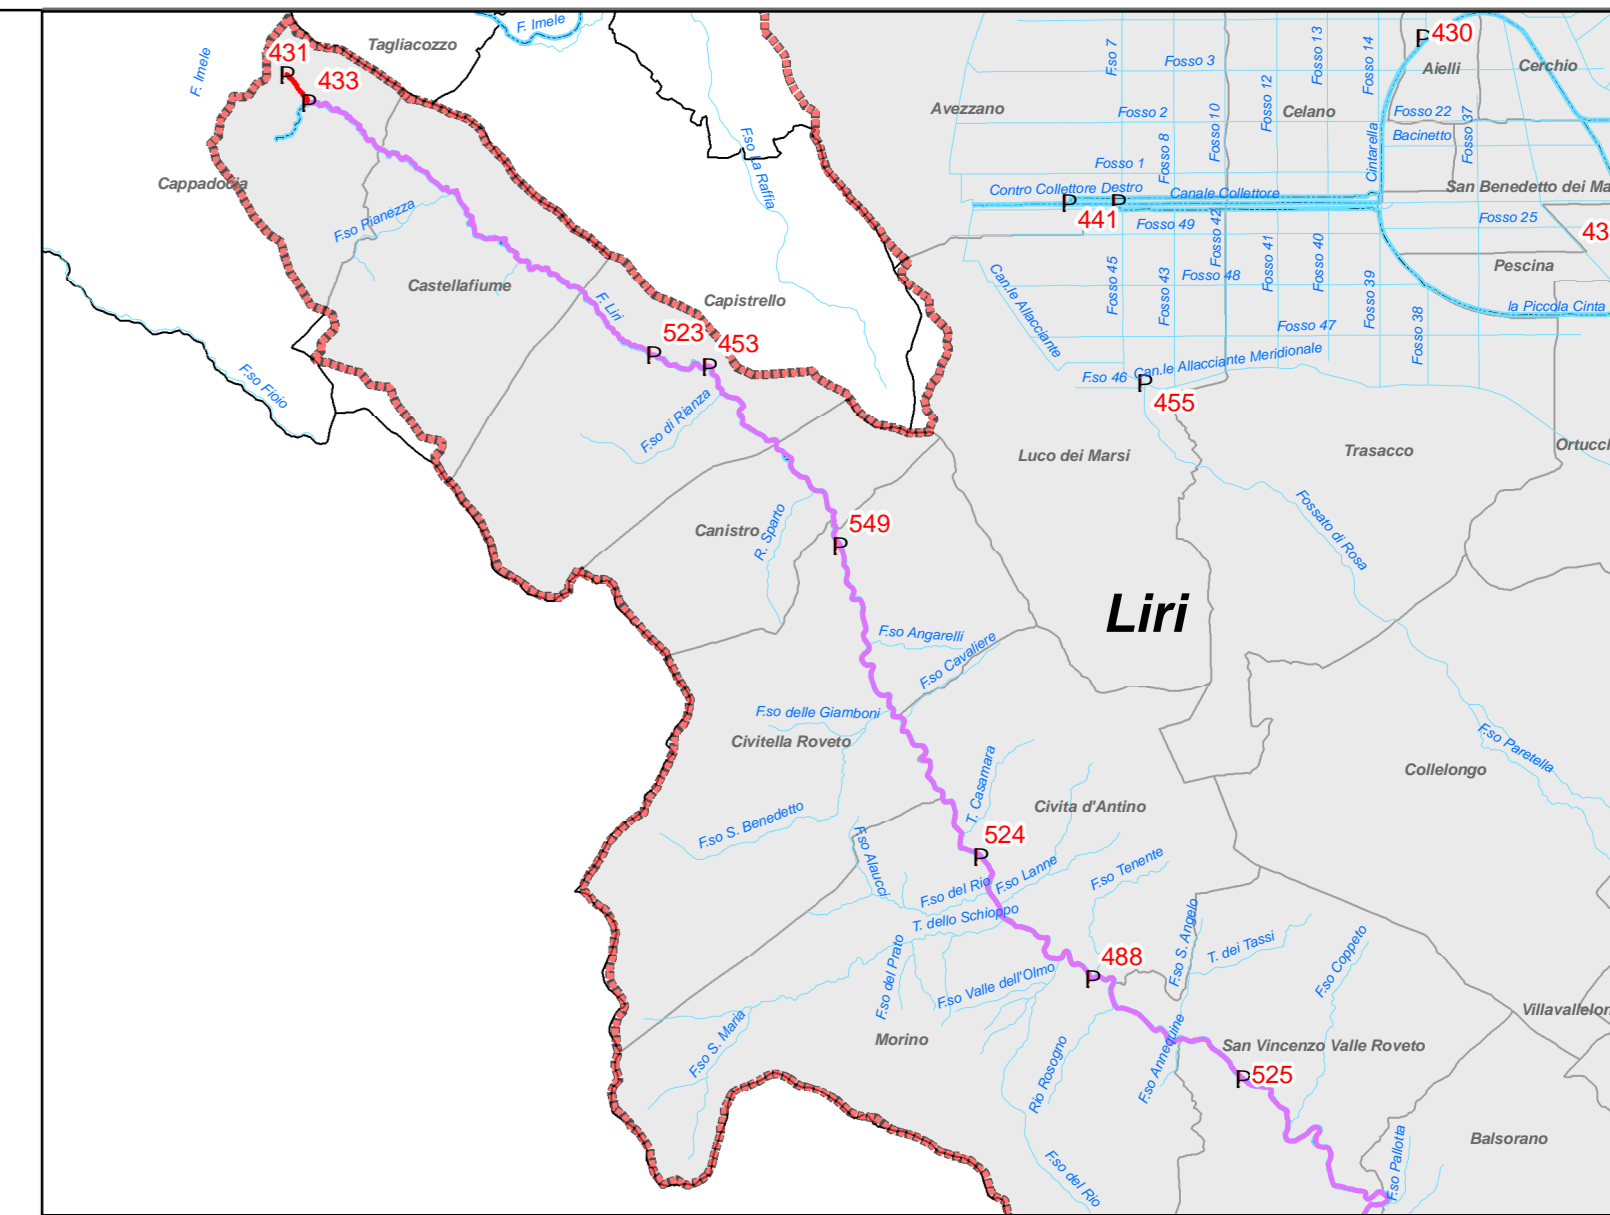 F. Imele
Tagliacozzo
F. Imele
P
431
433
P
Cappadocia
F.so Pianezza
Castellafiume
F. Liri
Capistrello
F.so La Raffia
F.so Fioio
P
523
P
453
F.so di Rianza
Canistro
R. Sparto
549
P
Avezzano
F.so 7
Fosso 3
Fosso 2
Fosso 1
Fosso 8
Fosso 10
Fosso 12
Fosso 13
Fosso 14
Celano
P
430
Aielli
Cerchio
Fosso 22
Bacinetto
Fosso 37
Cintarella
San Benedetto dei Ma
Contro Collettore Destro
Canale Collettore
P
P
441
Fosso 49
Fosso 42
Fosso 25
43
Pescina
Fosso 45
Fosso 43
Fosso 48
Fosso 41
Fosso 40
Fosso 39
Fosso 38
la Piccola Cinta
Fosso 47
Can.le Allacciante
F.so 46
Can.le Allacciante Meridionale
P
455
Luco dei Marsi
Trasacco
Ortucch
Fossato di Rosa
Liri
F.so Angarelli
F.so Cavaliere
F.so delle Giamboni
Civitella Roveto
F.so S. Benedetto
T. Casamara
Civita d'Antino
Collelongo
F.so Paretella
F.so Alaucci
P
524
F.so del Rio
F.so Lanne
F.so Tenente
T. dello Schioppo
F.so del Prato
F.so Valle dell'Olmo
P
488
F.so S. Angelo
T. dei Tassi
F.so Coppeto
Villavallelon
F.so S. Maria
Morino
Rio Rosogno
F.so Annequine
San Vincenzo Valle Roveto
P
525
Balsorano
F.so Pallotta
F.so del Rio